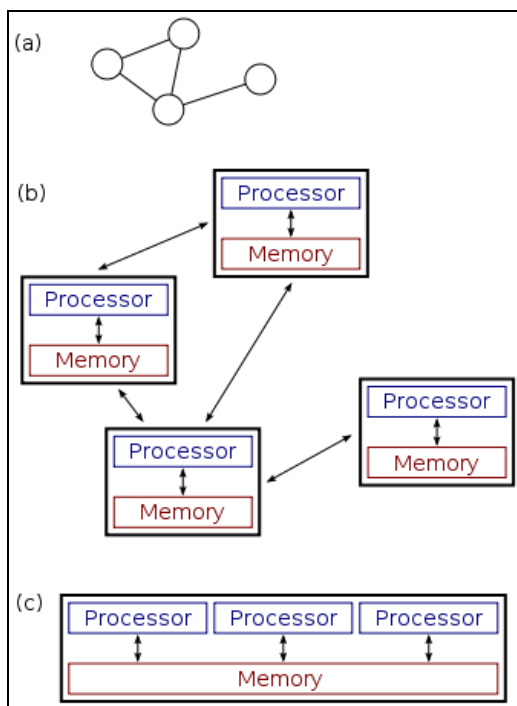 (a)
(b)
Processor
Memory
Processor
Memory
Processor
Memory
Processor
Memory
(c)
Processor Processor Processor
Memory